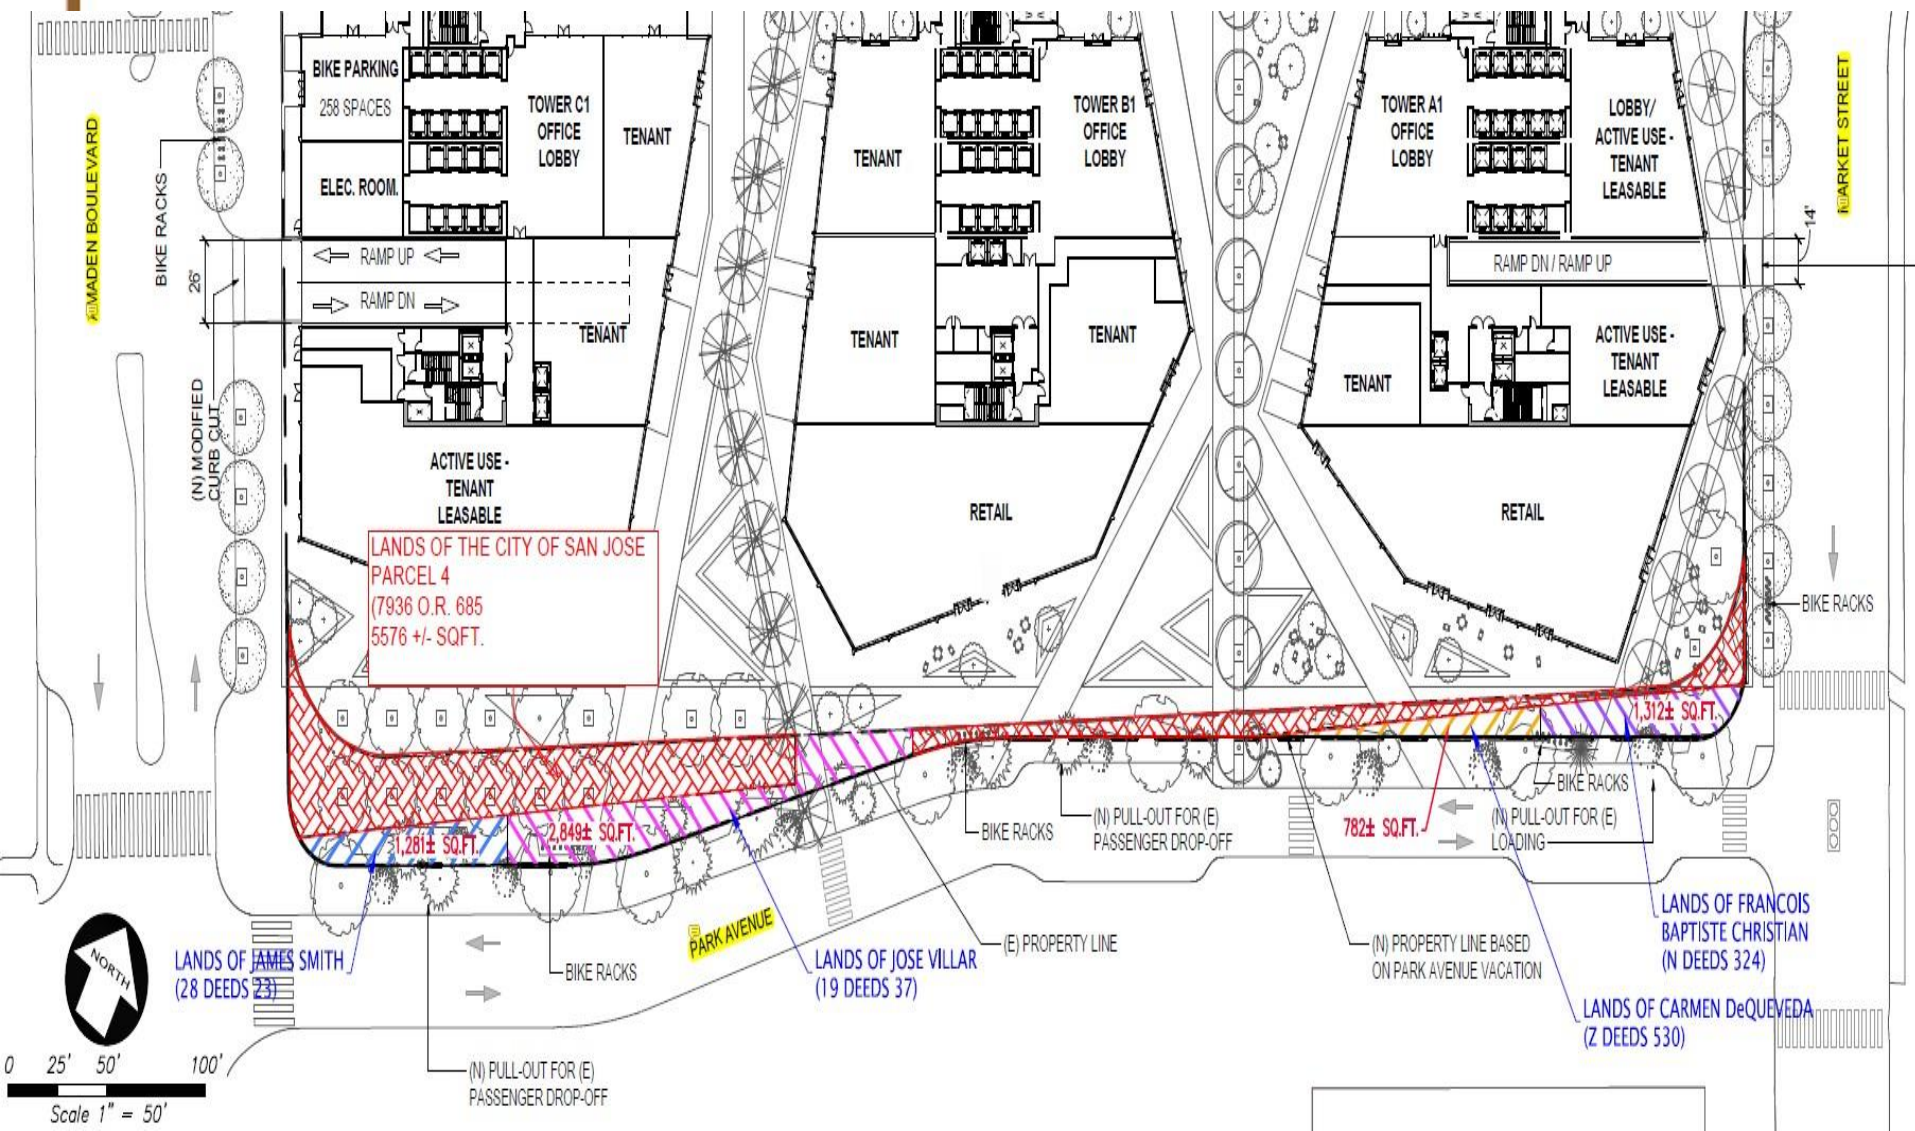 BIKE PARKING
258 SPACES
TOWER C1
OFFICE
LOBBY
TENANT
ELEC. ROOM.
RAMP UP
RAMP DN
TENANT
ACTIVE USE -
TENANT
LEASABLE
TENANT
TOWER B1
OFFICE
LOBBY
TENANT
TENANT
RETAIL
TOWER A1
OFFICE
LOBBY
LOBBY/
ACTIVE USE -
TENANT
LEASABLE
RAMP DN / RAMP UP
TENANT
ACTIVE USE -
TENANT
LEASABLE
RETAIL
MADEN BOULEVARD
BIKE RACKS
26'
(N) MODIFIED
CURB CUT
ARKET STREET
14'
BIKE RACKS
LANDS OF THE CITY OF SAN JOSE
PARCEL 4
(7936 O.R. 685
5576 +/- SQFT.
1,312± SQ.FT.
1,281± SQ.FT.
2,849± SQ.FT.
782± SQ.FT.
BIKE RACKS
(N) PULL-OUT FOR (E)
PASSENGER DROP-OFF
BIKE RACKS
(N) PULL-OUT FOR (E)
LOADING
PARK AVENUE
LANDS OF JAMES SMITH
(28 DEEDS 23)
BIKE RACKS
LANDS OF JOSE VILLAR
(19 DEEDS 37)
(E) PROPERTY LINE
(N) PROPERTY LINE BASED
ON PARK AVENUE VACATION
LANDS OF FRANCOIS
BAPTISTE CHRISTIAN
(N DEEDS 324)
LANDS OF CARMEN DeQUEVEDA
(Z DEEDS 530)
(N) PULL-OUT FOR (E)
PASSENGER DROP-OFF
NORTH
0 25' 50' 100'
Scale 1" = 50'